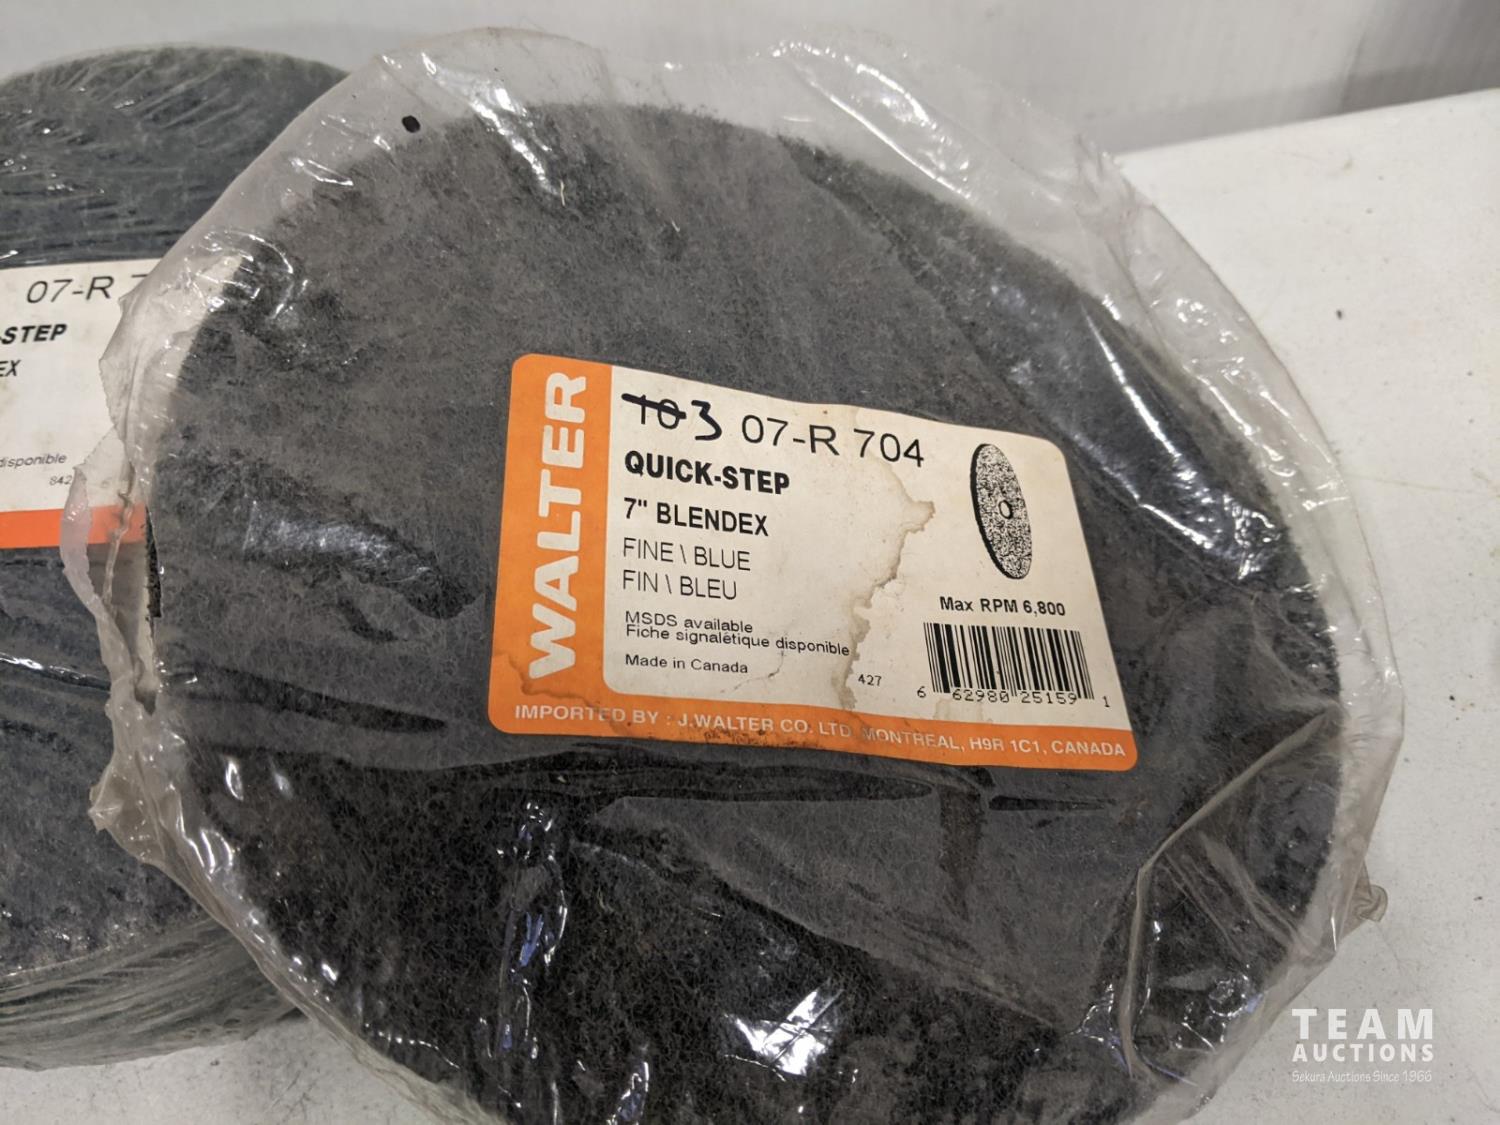 07-R 7
-STEP
EX
disponible
842
WALTER
10 3 07-R 704
QUICK-STEP
7" BLENDEX
FINE \ BLUE
FIN \ BLEU
MSDS available
Fiche signalétique disponible
Made in Canada
427
Max RPM 6,800
6 62980 25159 1
IMPORTED BY : J.WALTER CO. LTD MONTREAL, H9R 1C1, CANADA
TEAM
AUCTIONS
Sekura Auctions Since 1966